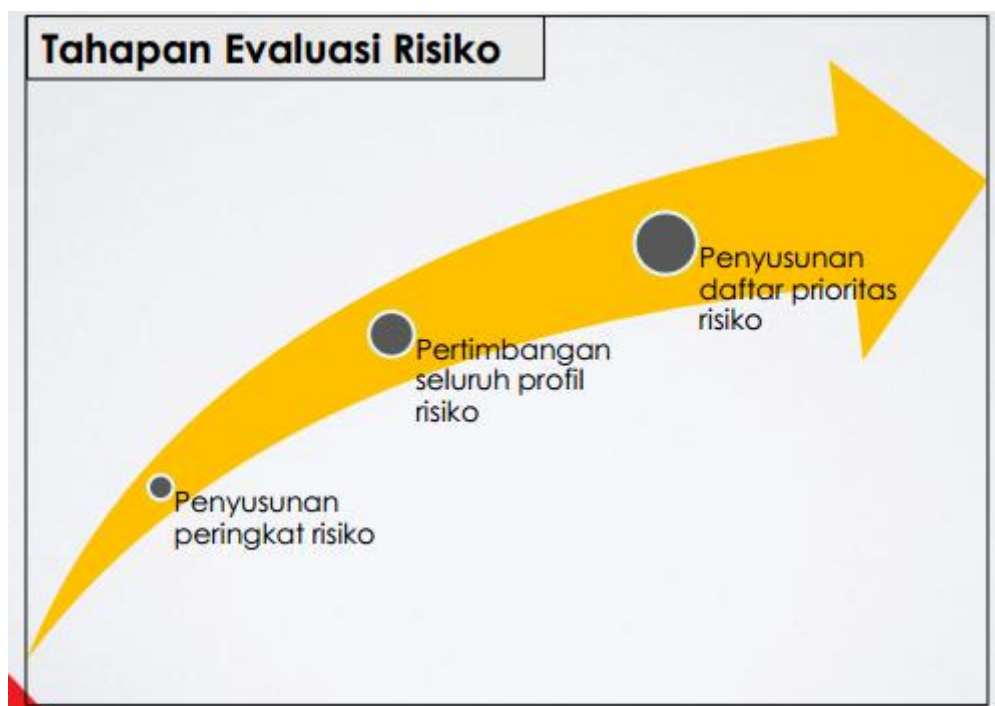 Tahapan Evaluasi Risiko
Penyusunan
daftar prioritas
risiko
Pertimbangan
seluruh profil
risiko
Penyusunan
peringkat risiko